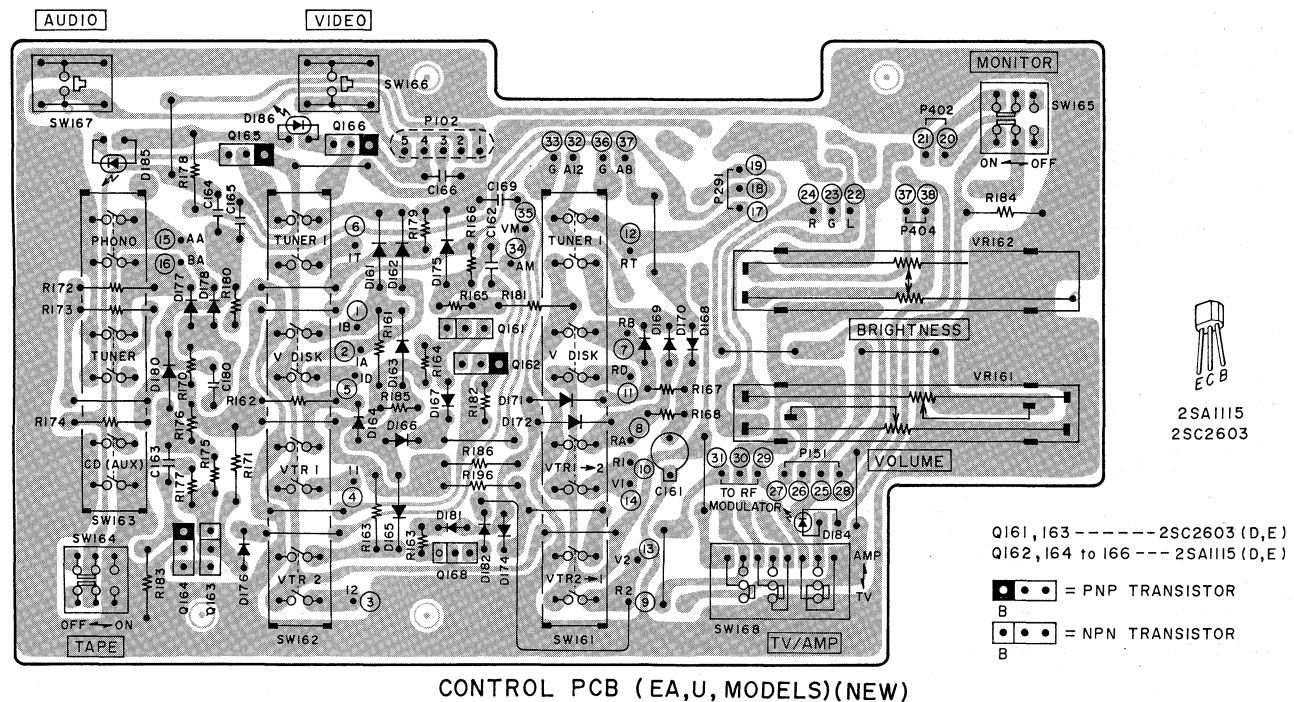 AUDIO
VIDEO
MONITOR
SW167
SW166
SW165
D186
Q165
Q166
P102
5 4 3 2 1
P402
21 20
ON OFF
D185
R178
C164
C165
C166
C169
33 32 36 37
G A12 G A8
P291
19
18
17
24 23 22
R G L
37 38
P404
R184
PHONO
15 AA
16 BA
TUNER 1
6
1T
D161
D162
R179
D175
R166
C162
35
VM
34
AM
TUNER 1
12
RT
VR162
R172
R173
D177
D178
R180
1
1B
R161
R165
R181
Q161
RB
7
D169
D170
D168
BRIGHTNESS
TUNER
D180
R170
C180
V DISK
2
1A
5
1D
D163
R164
Q162
V DISK
RD
11
R167
VR161
R174
R176
R162
D164
R185
D167
R182
D171
D172
8
R168
CD (AUX)
C163
R177
R175
R171
VTR 1
11
4
D166
R186
R196
VTR1→2
RA
R1
10
V1
14
C161
31 30 29
TO RF
MODULATOR
P151
27 26 25 28
D184
VOLUME
SW163
SW164
R183
Q164
Q163
D176
VTR 2
12
3
R163
D165
R163
D181
Q168
D182
D174
VTR2→1
13
V2
R2
9
AMP
TV
SW168
OFF ON
TAPE
SW162
SW161
TV/AMP
E C B
2SA1115
2SC2603
Q161, 163 ------- 2SC2603 (D, E)
Q162, 164 to 166 --- 2SA1115 (D, E)
= PNP TRANSISTOR
B
= NPN TRANSISTOR
B
CONTROL PCB (EA, U, MODELS) (NEW)